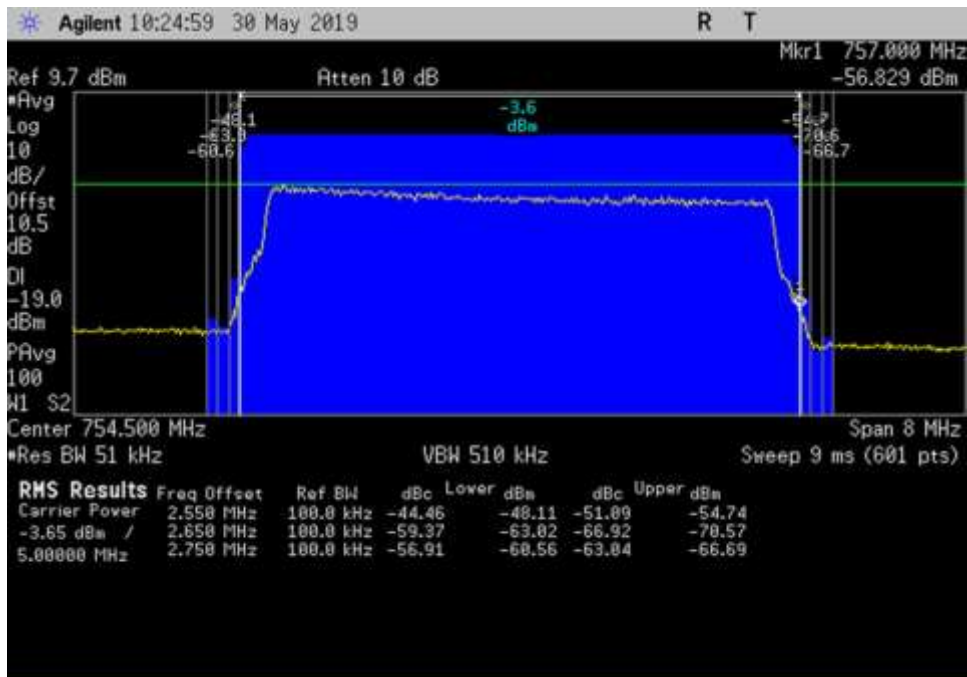 Agilent 10:24:59 30 May 2019 R T
Mkr1 757.000 MHz
Ref 9.7 dBm Atten 10 dB -56.829 dBm
*Avg
Log
10
dB/
Offst
10.5
dB
DI
-19.0
dBm
PAvg
100
W1 S2
-3.6
dBm
-48.1
-63.0
-60.6
-54.7
-70.6
-66.7
1
Center 754.500 MHz Span 8 MHz
*Res BW 51 kHz VBW 510 kHz Sweep 9 ms (601 pts)
RMS Results Freq Offset Ref BW dBc Lower dBm dBc Upper dBm
Carrier Power 2.550 MHz 100.0 kHz -44.46 -48.11 -51.09 -54.74
-3.65 dBm / 2.650 MHz 100.0 kHz -59.37 -63.02 -66.92 -70.57
5.00000 MHz 2.750 MHz 100.0 kHz -56.91 -60.56 -63.04 -66.69